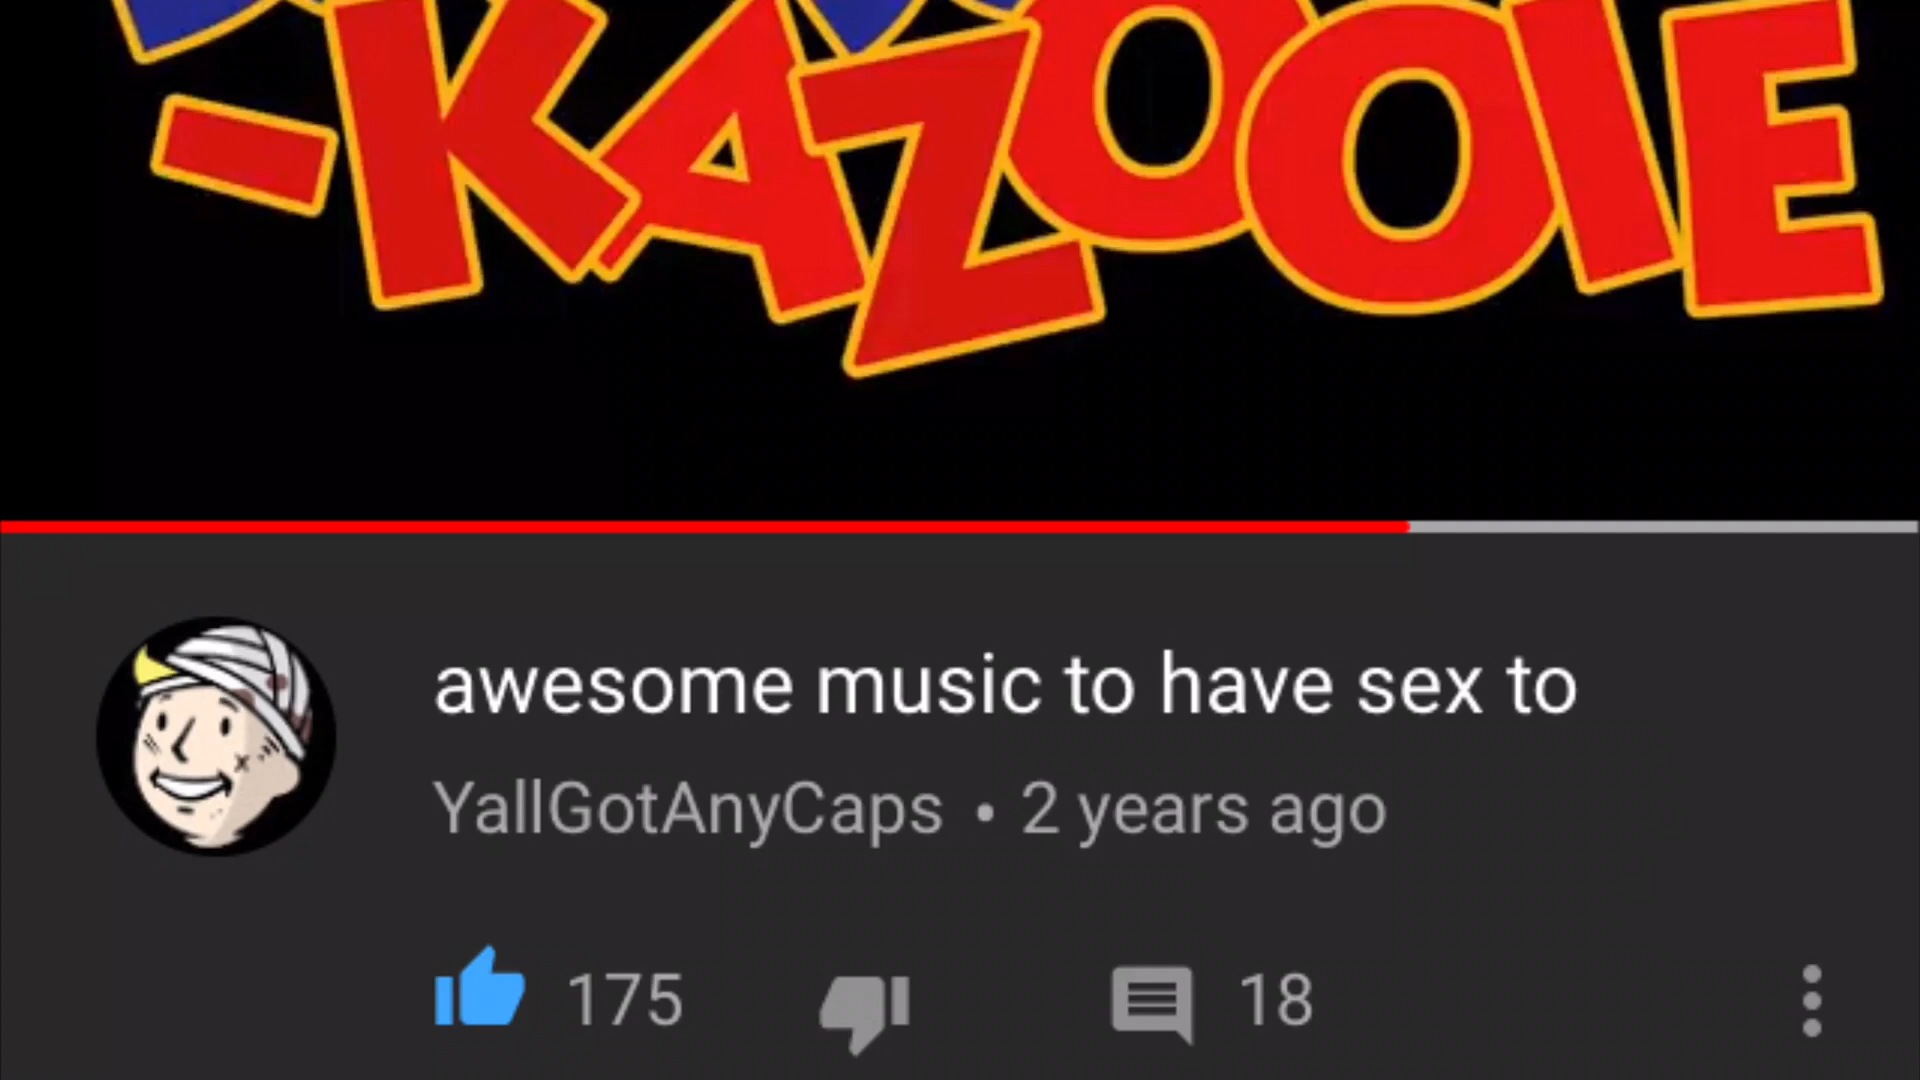 -KAZOOIE
awesome music to have sex to
YallGotAnyCaps • 2 years ago
175 18